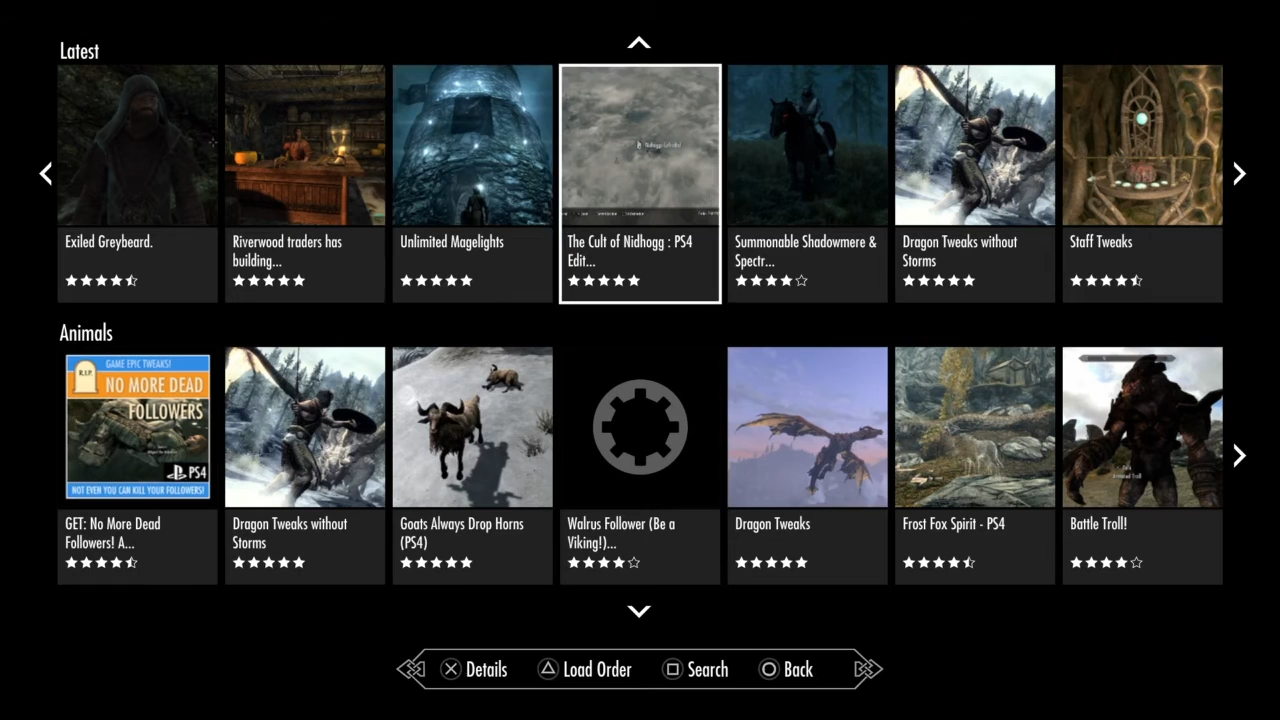 Latest
Exiled Greybeard.
Riverwood traders has
building...
Unlimited Magelights
The Cult of Nidhogg : PS4
Edit...
Summonable Shadowmere &
Spectr...
Dragon Tweaks without
Storms
Staff Tweaks
Animals
GAME EPIC TWEAKS!
R.I.P.
NO MORE DEAD
FOLLOWERS
PS4
NOT EVEN YOU CAN KILL YOUR FOLLOWERS!
GET: No More Dead
Followers! A...
Dragon Tweaks without
Storms
Goats Always Drop Horns
(PS4)
Walrus Follower (Be a
Viking!)...
Dragon Tweaks
Frost Fox Spirit - PS4
Battle Troll!
Details
Load Order
Search
Back